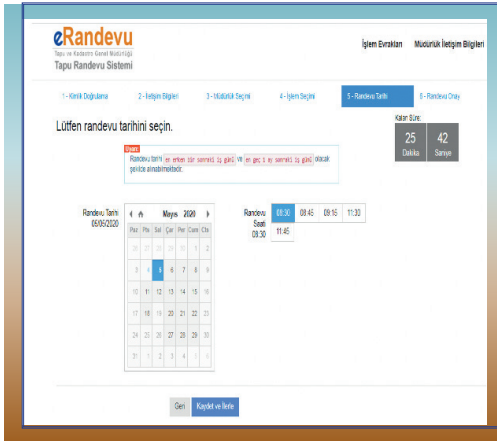 eRandevu
Tapu ve Kadastro Genel Müdürlüğü
Tapu Randevu Sistemi
İşlem Evrakları Müdürlük İletişim Bilgileri
1 - Kimlik Doğrulama 2 - İletişim Bilgileri 3 - Müdürlük Seçimi 4 - İşlem Seçimi 5 - Randevu Tarihi 6 - Randevu Onay
Lütfen randevu tarihini seçin.
Kalan Süre:
25 42
Dakika Saniye
Uyarı:
Randevu tarihi en erken bir sonraki iş günü ve en geç 1 ay sonraki iş günü olacak
şekilde alınabilmektedir.
Randevu Tarihi
05/05/2020
Mayıs 2020
Paz Pts Sal Çar Per Cum Cts
26 27 28 29 30 1 2
3 4 5 6 7 8 9
10 11 12 13 14 15 16
17 18 19 20 21 22 23
24 25 26 27 28 29 30
31 1 2 3 4 5 6
Randevu
Saati
08:30
08:30 08:45 09:15 11:30
11:45
Geri Kaydet ve İlerle